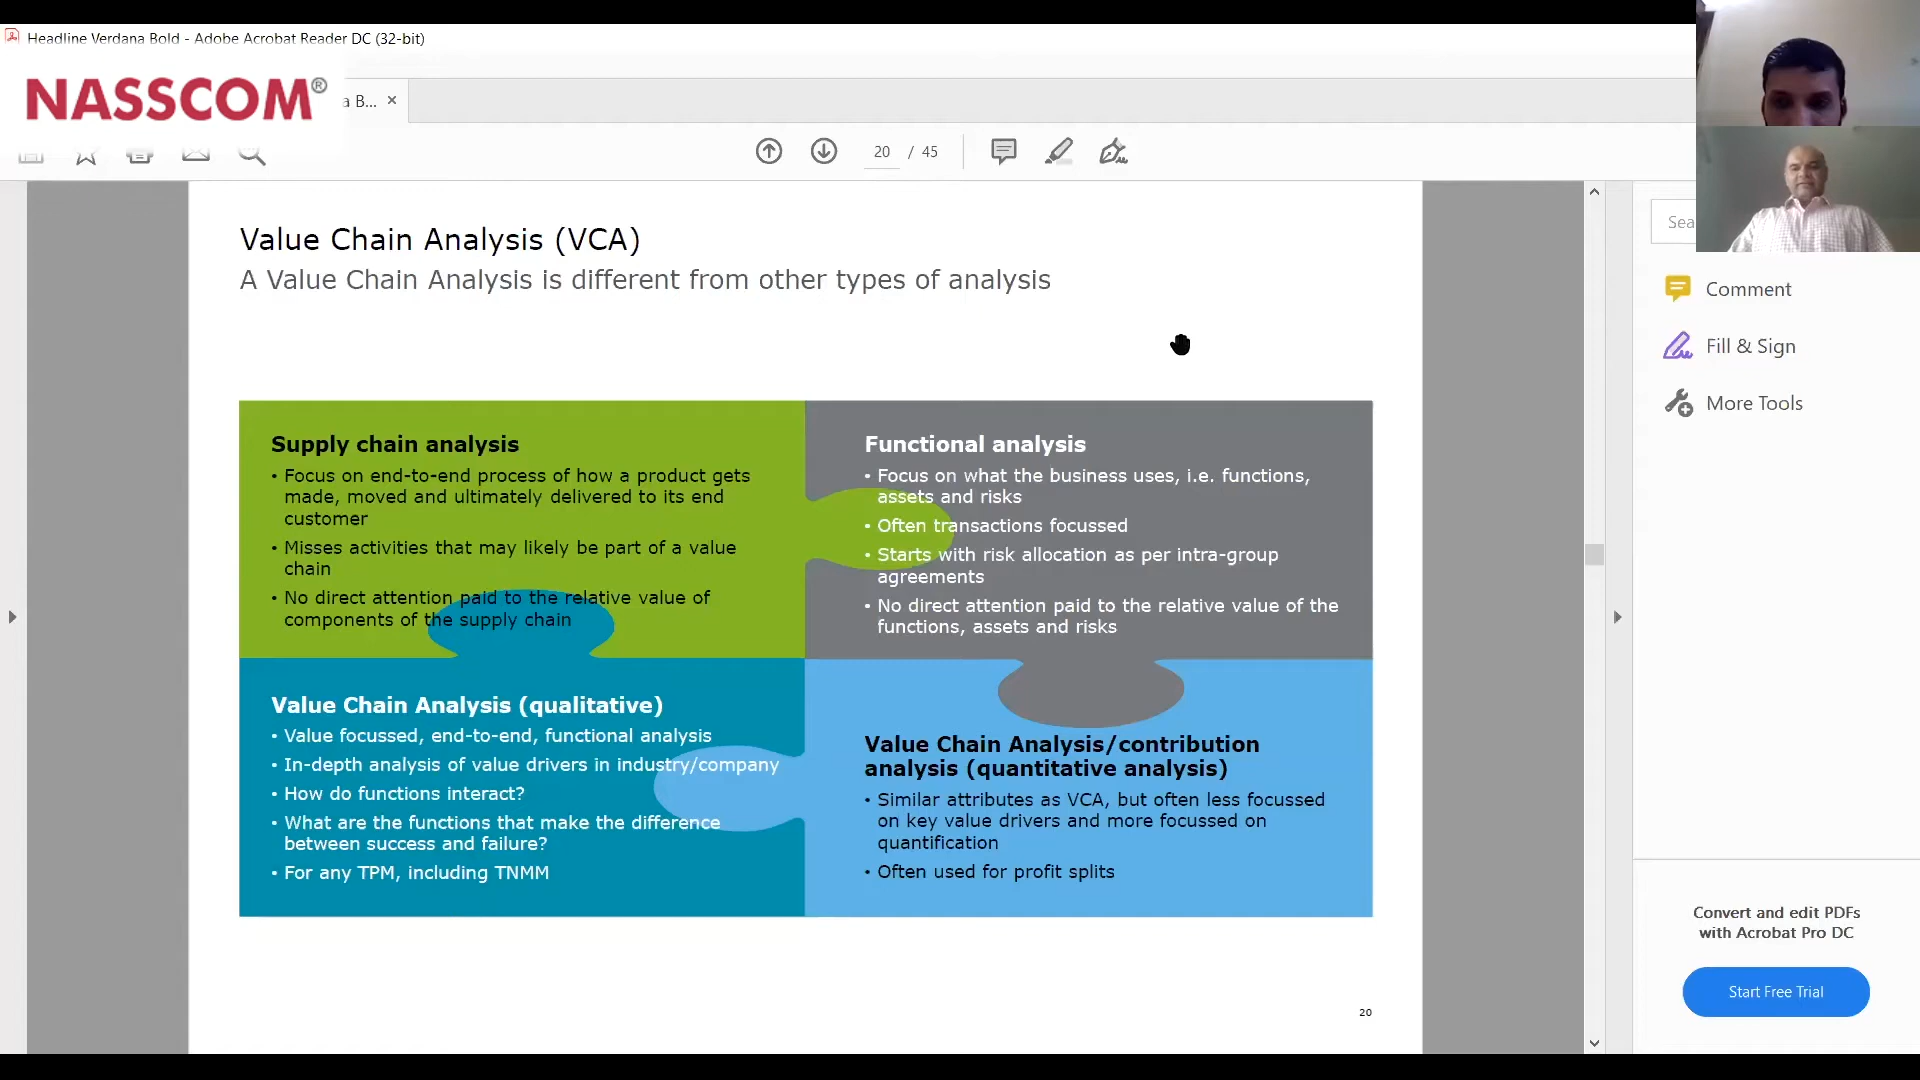 Headline Verdana Bold - Adobe Acrobat Reader DC (32-bit)
NASSCOM®
a B... ×
20 / 45
Value Chain Analysis (VCA)
A Value Chain Analysis is different from other types of analysis
Supply chain analysis
• Focus on end-to-end process of how a product gets
made, moved and ultimately delivered to its end
customer
• Misses activities that may likely be part of a value
chain
• No direct attention paid to the relative value of
components of the supply chain
Functional analysis
• Focus on what the business uses, i.e. functions,
assets and risks
• Often transactions focussed
• Starts with risk allocation as per intra-group
agreements
• No direct attention paid to the relative value of the
functions, assets and risks
Value Chain Analysis (qualitative)
• Value focussed, end-to-end, functional analysis
• In-depth analysis of value drivers in industry/company
• How do functions interact?
• What are the functions that make the difference
between success and failure?
• For any TPM, including TNMM
Value Chain Analysis/contribution
analysis (quantitative analysis)
• Similar attributes as VCA, but often less focussed
on key value drivers and more focussed on
quantification
• Often used for profit splits
20
Sea
Comment
Fill & Sign
More Tools
Convert and edit PDFs
with Acrobat Pro DC
Start Free Trial